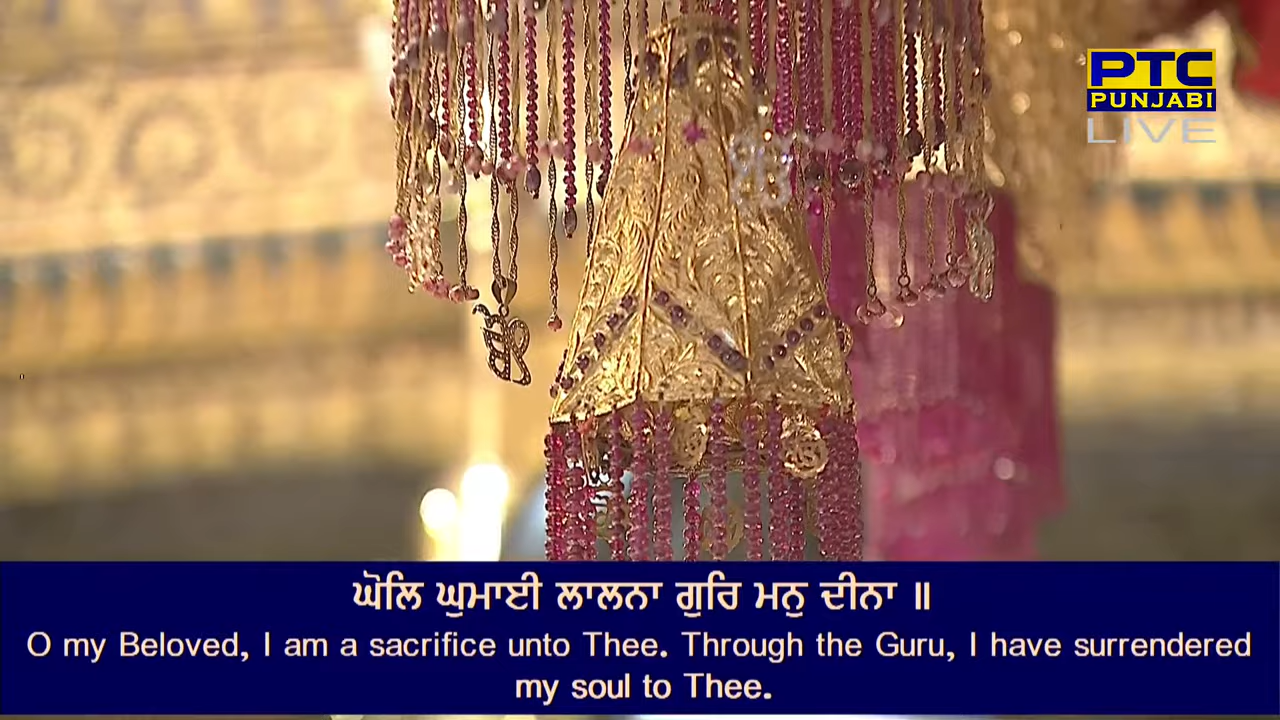 PTC
PUNJABI
LIVE
ਘੋਲਿ ਘੁਮਾਈ ਲਾਲਨਾ ਗੁਰਿ ਮਨੁ ਦੀਨਾ ॥
O my Beloved, I am a sacrifice unto Thee. Through the Guru, I have surrendered
my soul to Thee.